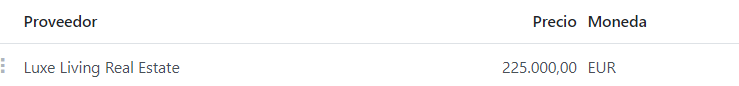 Proveedor Precio Moneda
Luxe Living Real Estate 225.000,00 EUR